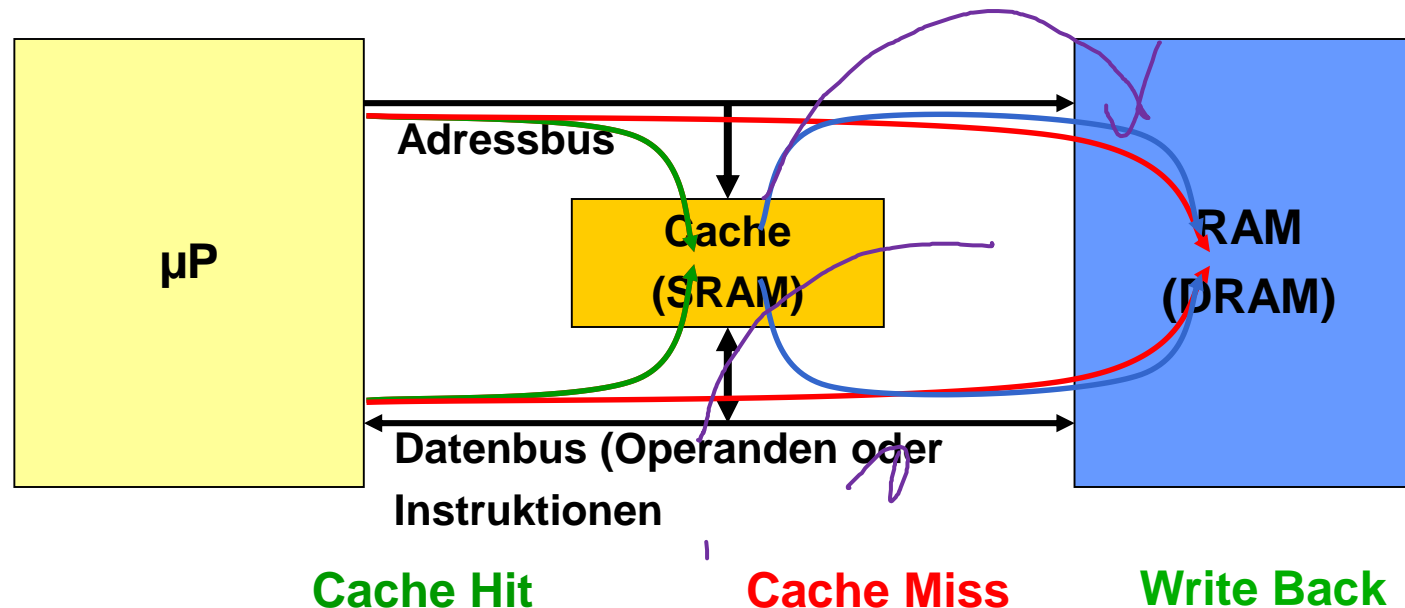 Adressbus
µP
Cache
(SRAM)
RAM
(DRAM)
Datenbus (Operanden oder
Instruktionen
Cache Hit
Cache Miss
Write Back